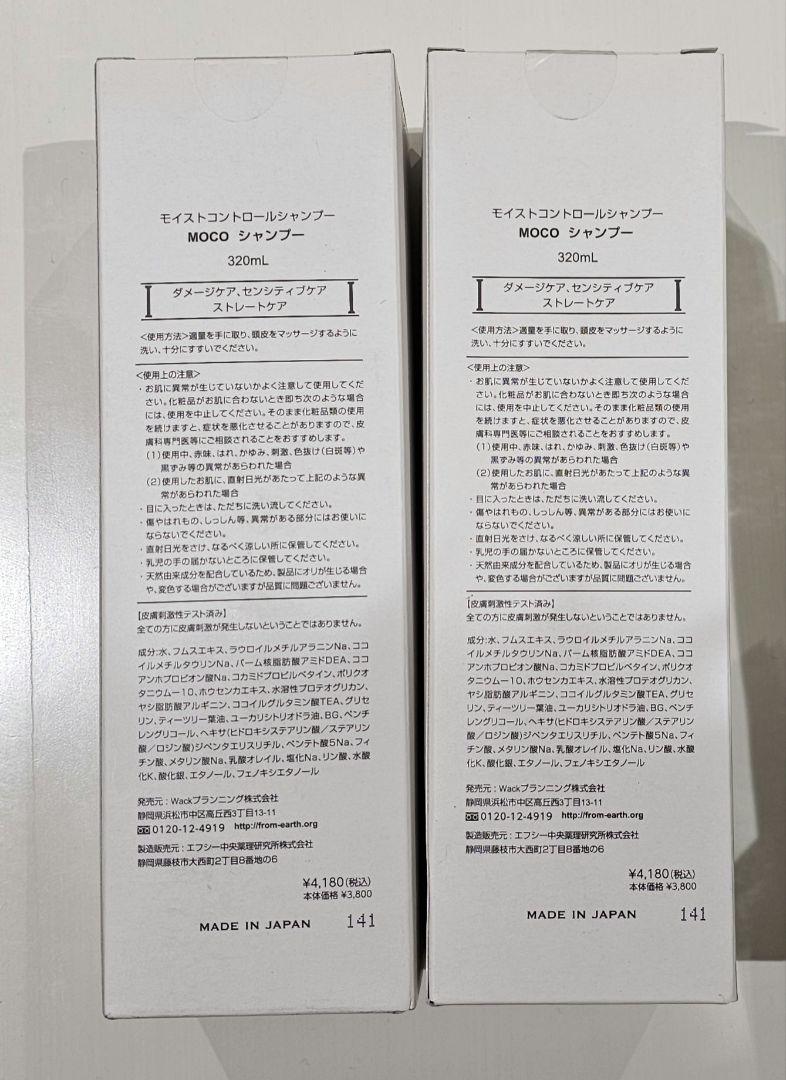 モイストコントロールシャンプー
MOCO シャンプー
320mL
ダメージケア、センシティブケア
ストレートケア
<使用方法>適量を手に取り、頭皮をマッサージするように
洗い、十分にすすいでください。
<使用上の注意>
・お肌に異常が生じていないかよく注意して使用してくだ
さい。化粧品がお肌に合わないとき即ち次のような場合
には、使用を中止してください。そのまま化粧品類の使用
を続けますと、症状を悪化させることがありますので、皮
膚科専門医等にご相談されることをおすすめします。
(1)使用中、赤味、はれ、かゆみ、刺激、色抜け(白斑等)や
黒ずみ等の異常があらわれた場合
(2)使用したお肌に、直射日光があたって上記のような異
常があらわれた場合
・目に入ったときは、ただちに洗い流してください。
・傷やはれもの、しっしん等、異常がある部分にはお使いに
ならないでください。
・直射日光をさけ、なるべく涼しい所に保管してください。
・乳児の手の届かないところに保管してください。
・天然由来成分を配合しているため、製品にオリが生じる場合
や、変色する場合がございますが品質に問題ございません。
【皮膚刺激性テスト済み】
全ての方に皮膚刺激が発生しないということではありません。
成分:水、フムスエキス、ラウロイルメチルアラニンNa、ココ
イルメチルタウリンNa、パーム核脂肪酸アミドDEA、ココ
アンホプロピオン酸Na、コカミドプロピルベタイン、ポリクオ
タニウムー10、ホウセンカエキス、水溶性プロテオグリカン、
ヤシ脂肪酸アルギニン、ココイルグルタミン酸TEA、グリセ
リン、ティーツリー葉油、ユーカリシトリオドラ油、BG、ペンチ
レングリコール、ヘキサ(ヒドロキシステアリン酸/ステアリン
酸/ロジン酸)ジペンタエリスリチル、ペンテト酸5Na、フィ
チン酸、メタリン酸Na、乳酸オレイル、塩化Na、リン酸、水酸
化K、酸化銀、エタノール、フェノキシエタノール
発売元：Wackプランニング株式会社
静岡県浜松市中区高丘西3丁目13-11
0120-12-4919 http://from-earth.org
製造販売元：エフシー中央薬理研究所株式会社
静岡県藤枝市大西町2丁目8番地の6
¥4,180(税込)
本体価格 ¥3,800
MADE IN JAPAN 141
モイストコントロールシャンプー
MOCO シャンプー
320mL
ダメージケア、センシティブケア
ストレートケア
<使用方法>適量を手に取り、頭皮をマッサージするように
洗い、十分にすすいでください。
<使用上の注意>
・お肌に異常が生じていないかよく注意して使用してくだ
さい。化粧品がお肌に合わないとき即ち次のような場合
には、使用を中止してください。そのまま化粧品類の使用
を続けますと、症状を悪化させることがありますので、皮
膚科専門医等にご相談されることをおすすめします。
(1)使用中、赤味、はれ、かゆみ、刺激、色抜け(白斑等)や
黒ずみ等の異常があらわれた場合
(2)使用したお肌に、直射日光があたって上記のような異
常があらわれた場合
・目に入ったときは、ただちに洗い流してください。
・傷やはれもの、しっしん等、異常がある部分にはお使いに
ならないでください。
・直射日光をさけ、なるべく涼しい所に保管してください。
・乳児の手の届かないところに保管してください。
・天然由来成分を配合しているため、製品にオリが生じる場合
や、変色する場合がございますが品質に問題ございません。
【皮膚刺激性テスト済み】
全ての方に皮膚刺激が発生しないということではありません。
成分:水、フムスエキス、ラウロイルメチルアラニンNa、ココ
イルメチルタウリンNa、パーム核脂肪酸アミドDEA、ココ
アンホプロピオン酸Na、コカミドプロピルベタイン、ポリクオ
タニウムー10、ホウセンカエキス、水溶性プロテオグリカン、
ヤシ脂肪酸アルギニン、ココイルグルタミン酸TEA、グリセ
リン、ティーツリー葉油、ユーカリシトリオドラ油、BG、ペンチ
レングリコール、ヘキサ(ヒドロキシステアリン酸/ステアリン
酸/ロジン酸)ジペンタエリスリチル、ペンテト酸5Na、フィ
チン酸、メタリン酸Na、乳酸オレイル、塩化Na、リン酸、水酸
化K、酸化銀、エタノール、フェノキシエタノール
発売元：Wackプランニング株式会社
静岡県浜松市中区高丘西3丁目13-11
0120-12-4919 http://from-earth.org
製造販売元：エフシー中央薬理研究所株式会社
静岡県藤枝市大西町2丁目8番地の6
¥4,180(税込)
本体価格 ¥3,800
MADE IN JAPAN 141